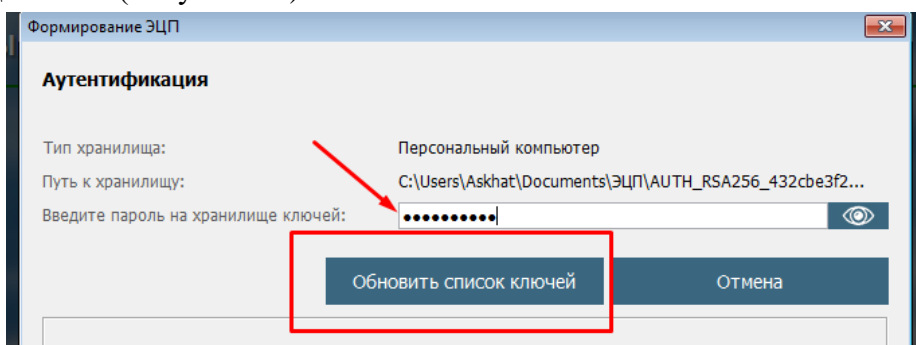 Формирование ЭЦП
Аутентификация
Тип хранилища: Персональный компьютер
Путь к хранилищу: C:\Users\Askhat\Documents\ЭЦП\AUTH_RSA256_432cbe3f2...
Введите пароль на хранилище ключей: ●●●●●●●●●●
Обновить список ключей Отмена